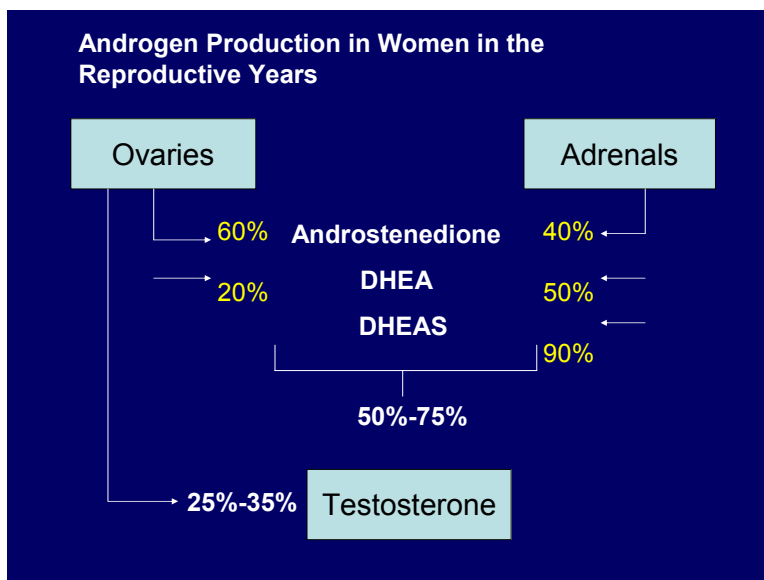 Androgen Production in Women in the
Reproductive Years
Ovaries
Adrenals
60% Androstenedione 40%
20% DHEA 50%
DHEAS 90%
50%-75%
25%-35% Testosterone